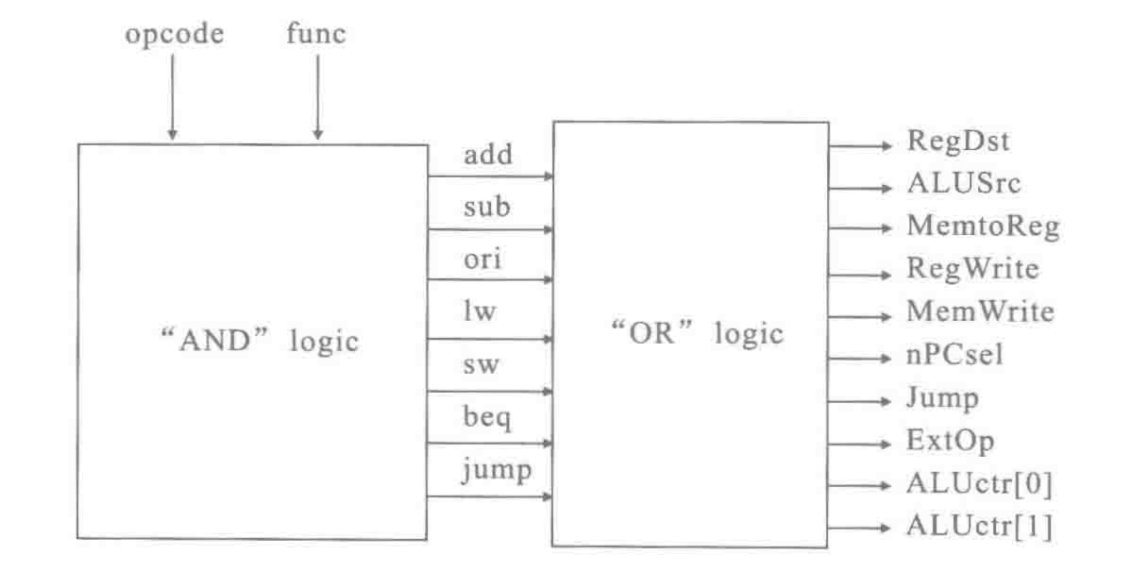 opcode func
add
sub
ori
lw
sw
beq
jump
“AND” logic
“OR” logic
RegDst
ALUSrc
MemtoReg
RegWrite
MemWrite
nPCsel
Jump
ExtOp
ALUctr[0]
ALUctr[1]